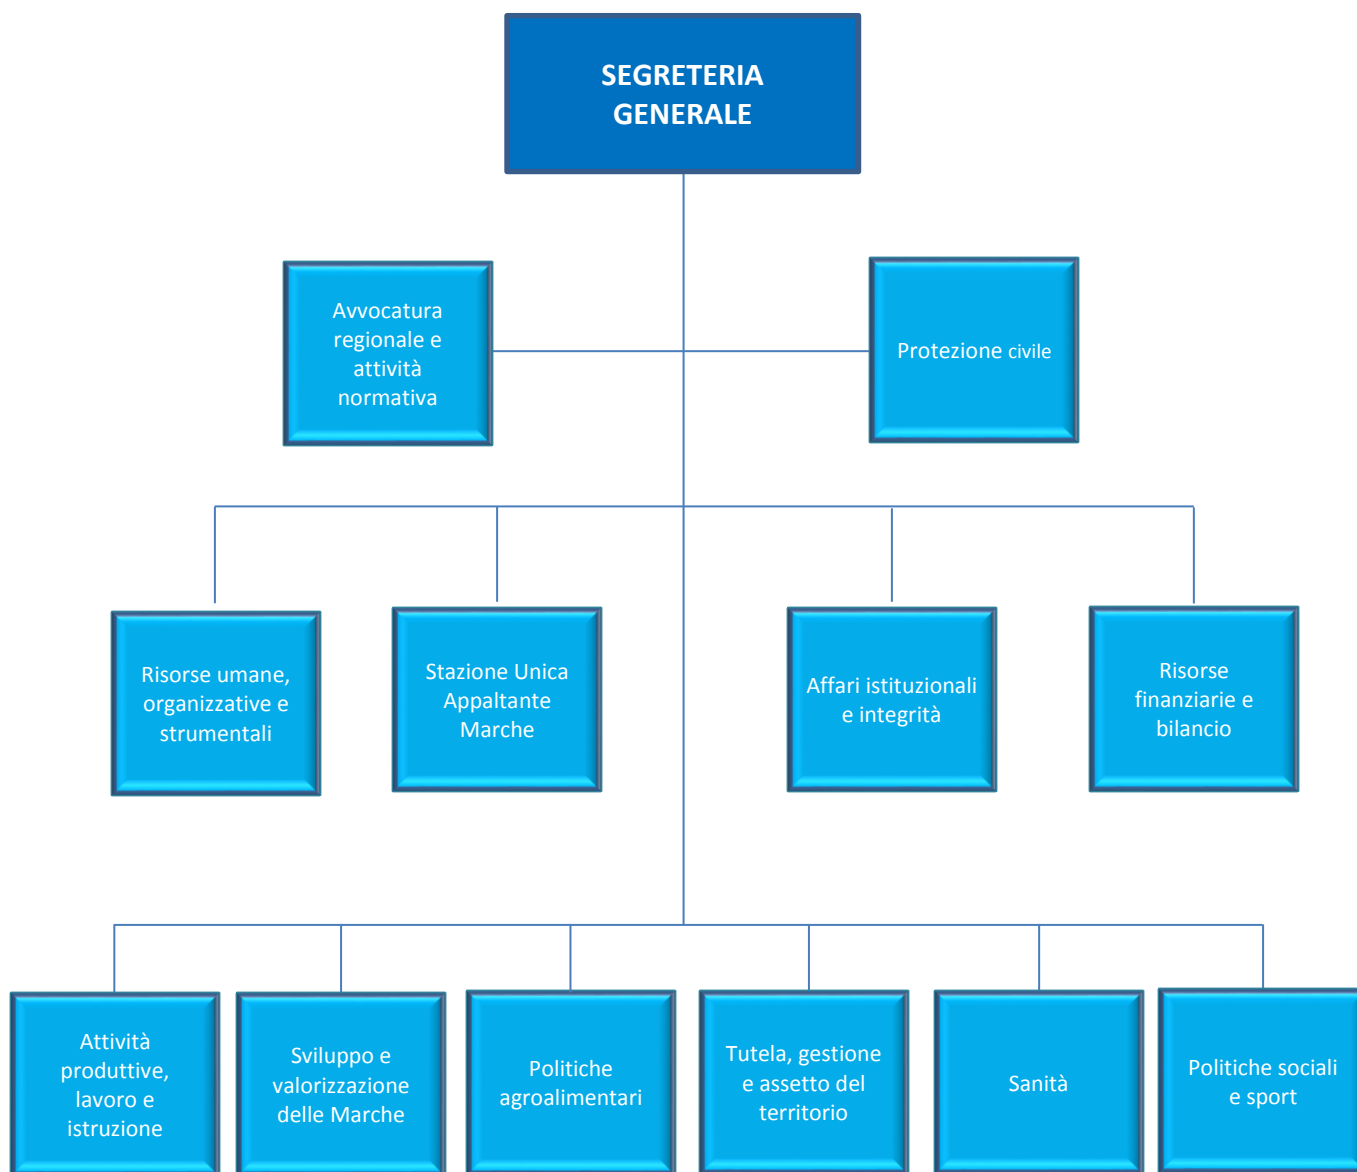 SEGRETERIA
GENERALE
Avvocatura
regionale e
attività
normativa
Protezione civile
Risorse umane,
organizzative e
strumentali
Stazione Unica
Appaltante
Marche
Affari istituzionali
e integrità
Risorse
finanziarie e
bilancio
Attività
produttive,
lavoro e
istruzione
Sviluppo e
valorizzazione
delle Marche
Politiche
agroalimentari
Tutela, gestione
e assetto del
territorio
Sanità
Politiche sociali
e sport